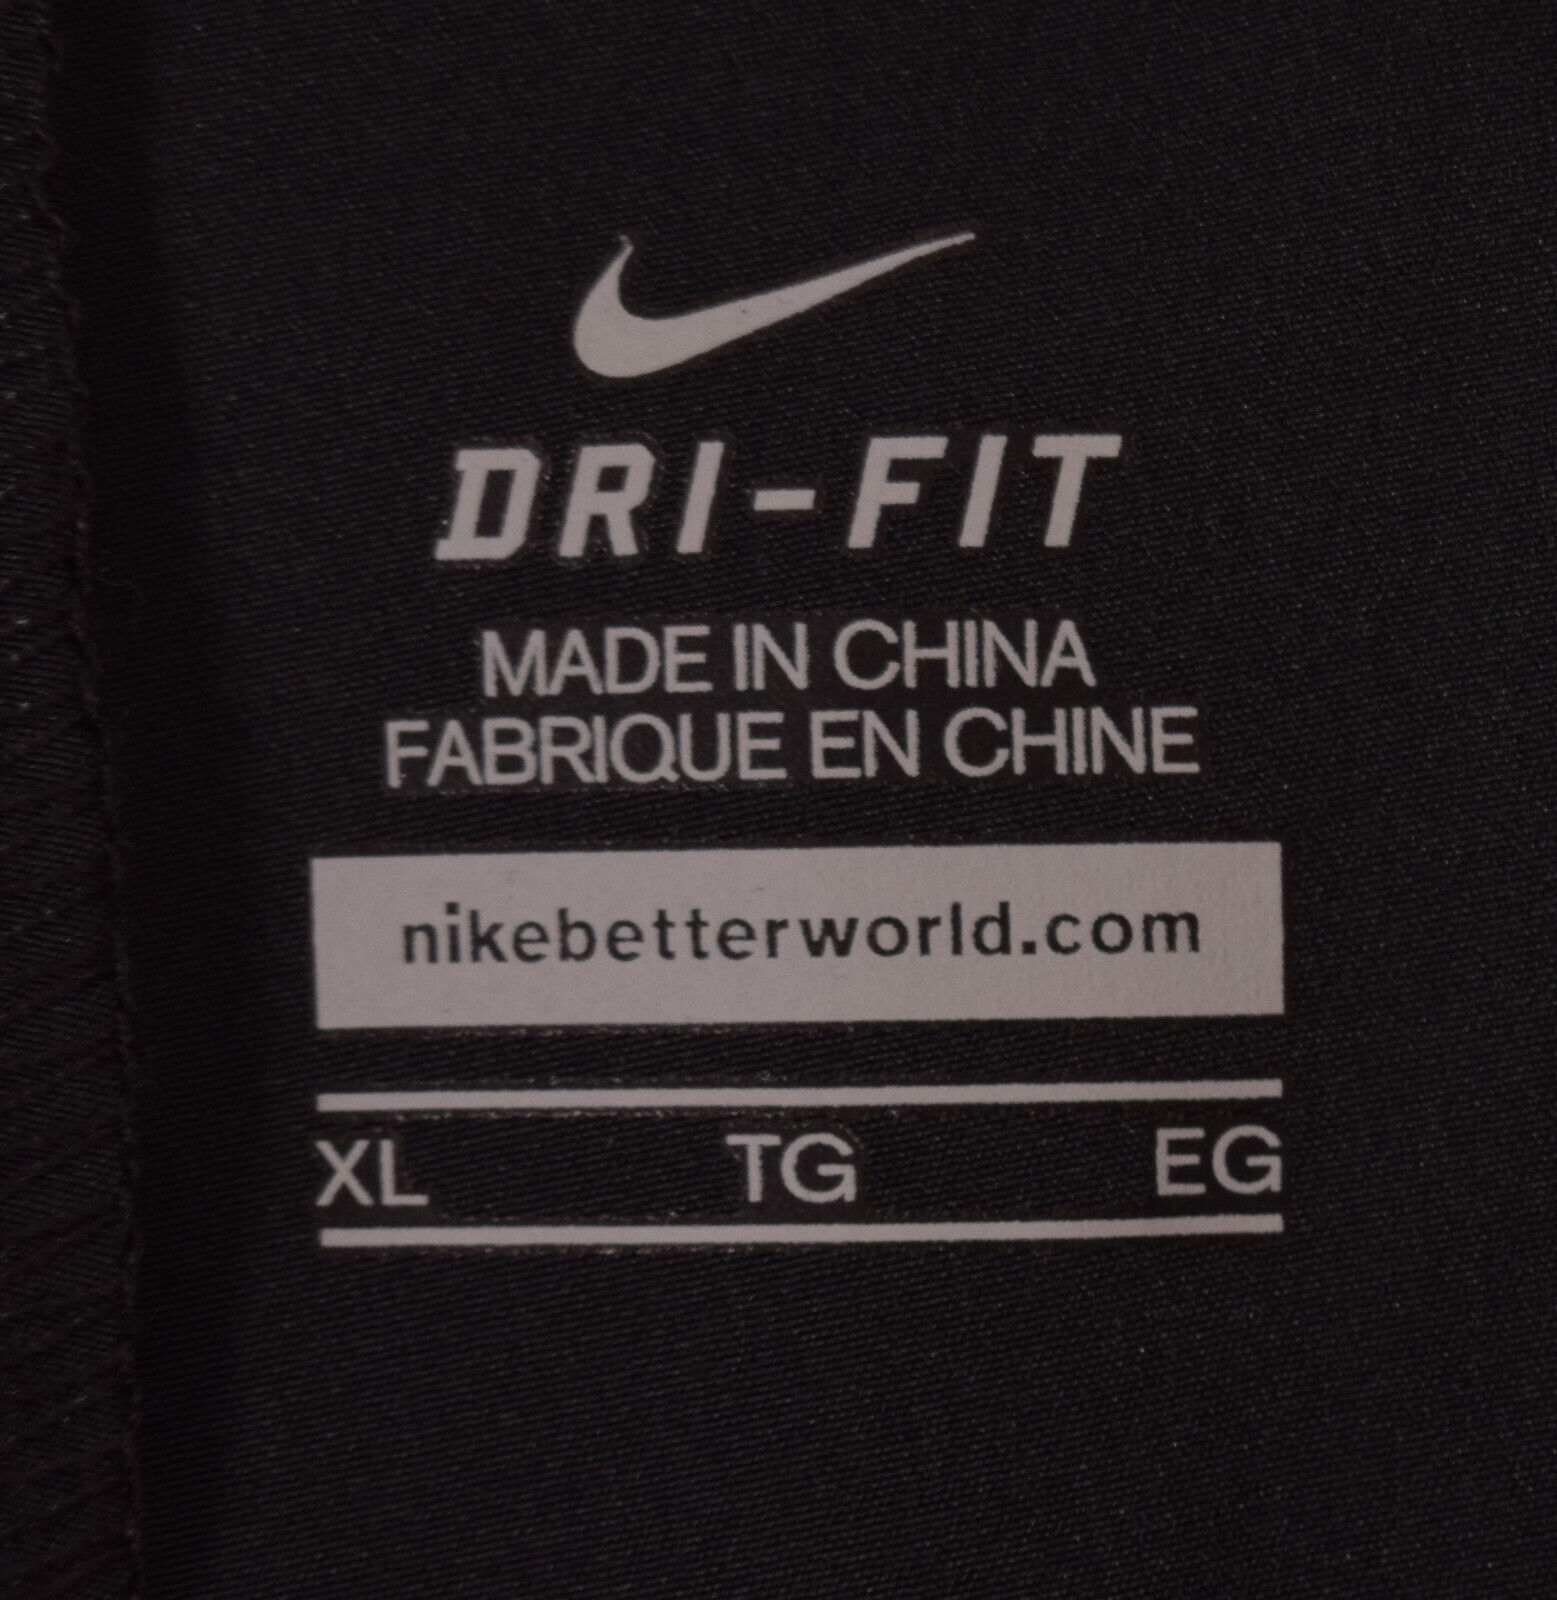 DRI-FIT
MADE IN CHINA
FABRIQUE EN CHINE
nikebetterworld.com
XL TG EG